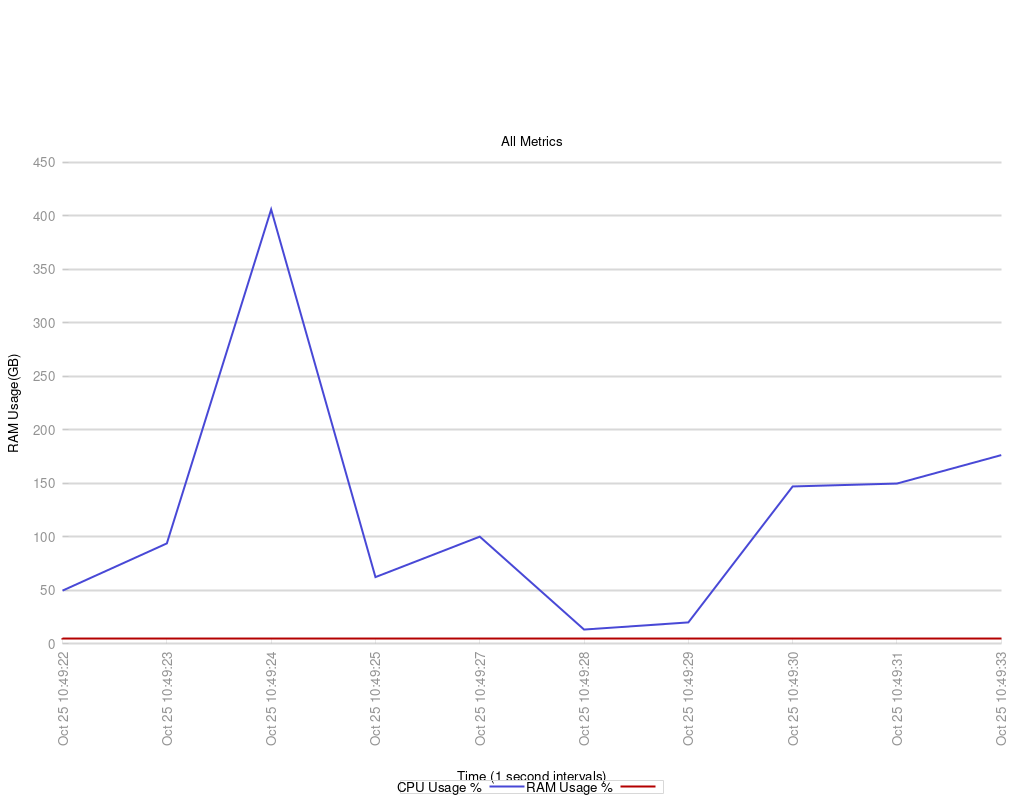 All Metrics
450
400
350
300
250
200
150
100
50
0
RAM Usage(GB)
Oct 25 10:49:22
Oct 25 10:49:23
Oct 25 10:49:24
Oct 25 10:49:25
Oct 25 10:49:27
Oct 25 10:49:28
Oct 25 10:49:29
Oct 25 10:49:30
Oct 25 10:49:31
Oct 25 10:49:33
Time (1 second intervals)
CPU Usage % RAM Usage %